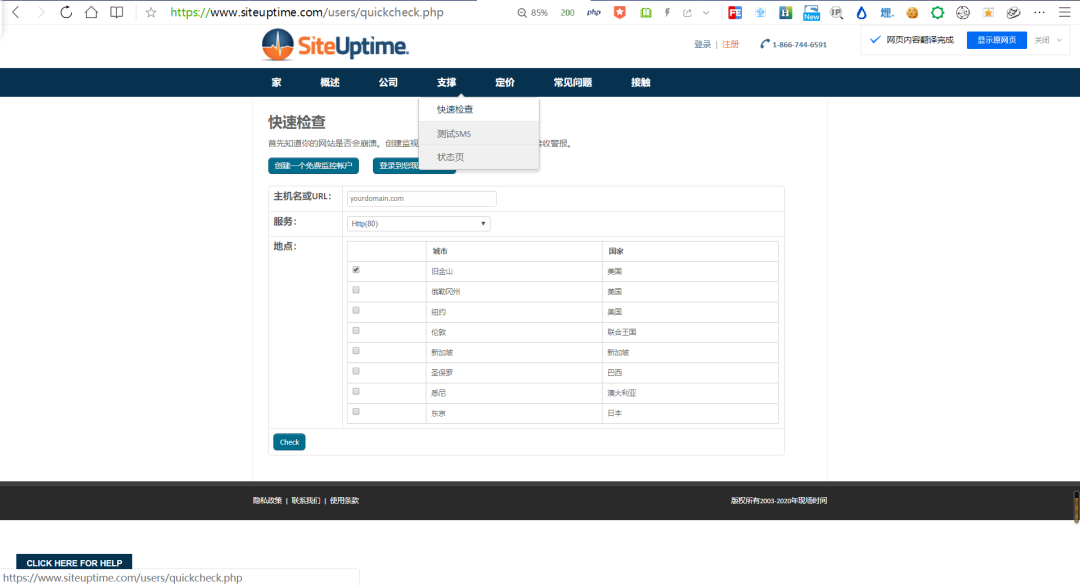 https://www.siteuptime.com/users/quickcheck.php 85% 200 php FE H New IP 埋.
SiteUptime. 登录 | 注册 1-866-744-6591 网页内容翻译完成 显示原网页 关闭
家 概述 公司 支撑 定价 常见问题 接触
快速检查
测试SMS
状态页
快速检查
首先知道你的网站是否会崩溃。创建监视 接收警报。
创建一个免费监控帐户 登录到您现
主机名或URL: yourdomain.com
服务: Http(80)
地点:
城市 国家
旧金山 美国
俄勒冈州 美国
纽约 美国
伦敦 联合王国
新加坡 新加坡
圣保罗 巴西
悉尼 澳大利亚
东京 日本
Check
隐私政策 | 联系我们 | 使用条款 版权所有2003-2020年现场时间
CLICK HERE FOR HELP
https://www.siteuptime.com/users/quickcheck.php